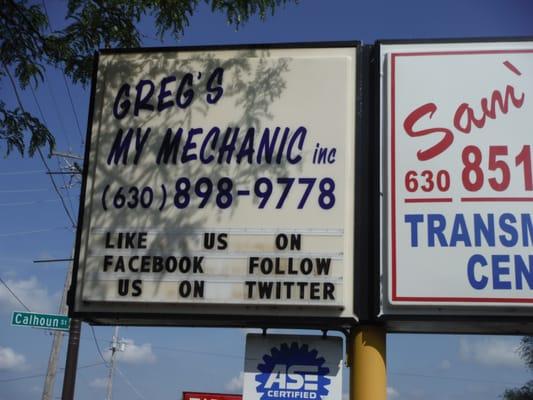 GREG'S
MY MECHANIC inc
(630) 898-9778
LIKE US ON
FACEBOOK FOLLOW
US ON TWITTER
Sam'
630 851
TRANSM
CEN
Calhoun ST
ASE
CERTIFIED